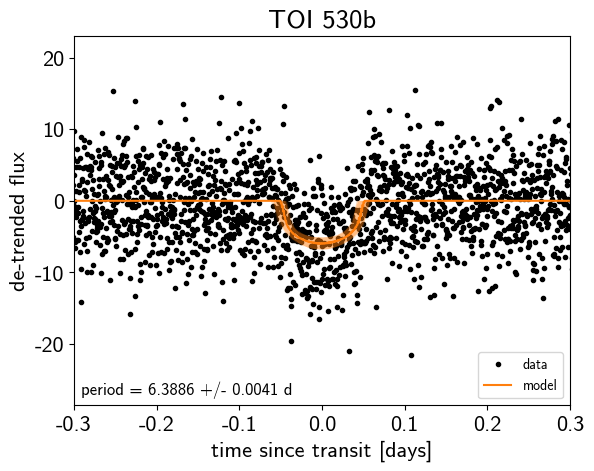 TOI 530b
20
10
0
-10
-20
de-trended flux
period = 6.3886 +/- 0.0041 d
data
model
-0.3 -0.2 -0.1 0.0 0.1 0.2 0.3
time since transit [days]